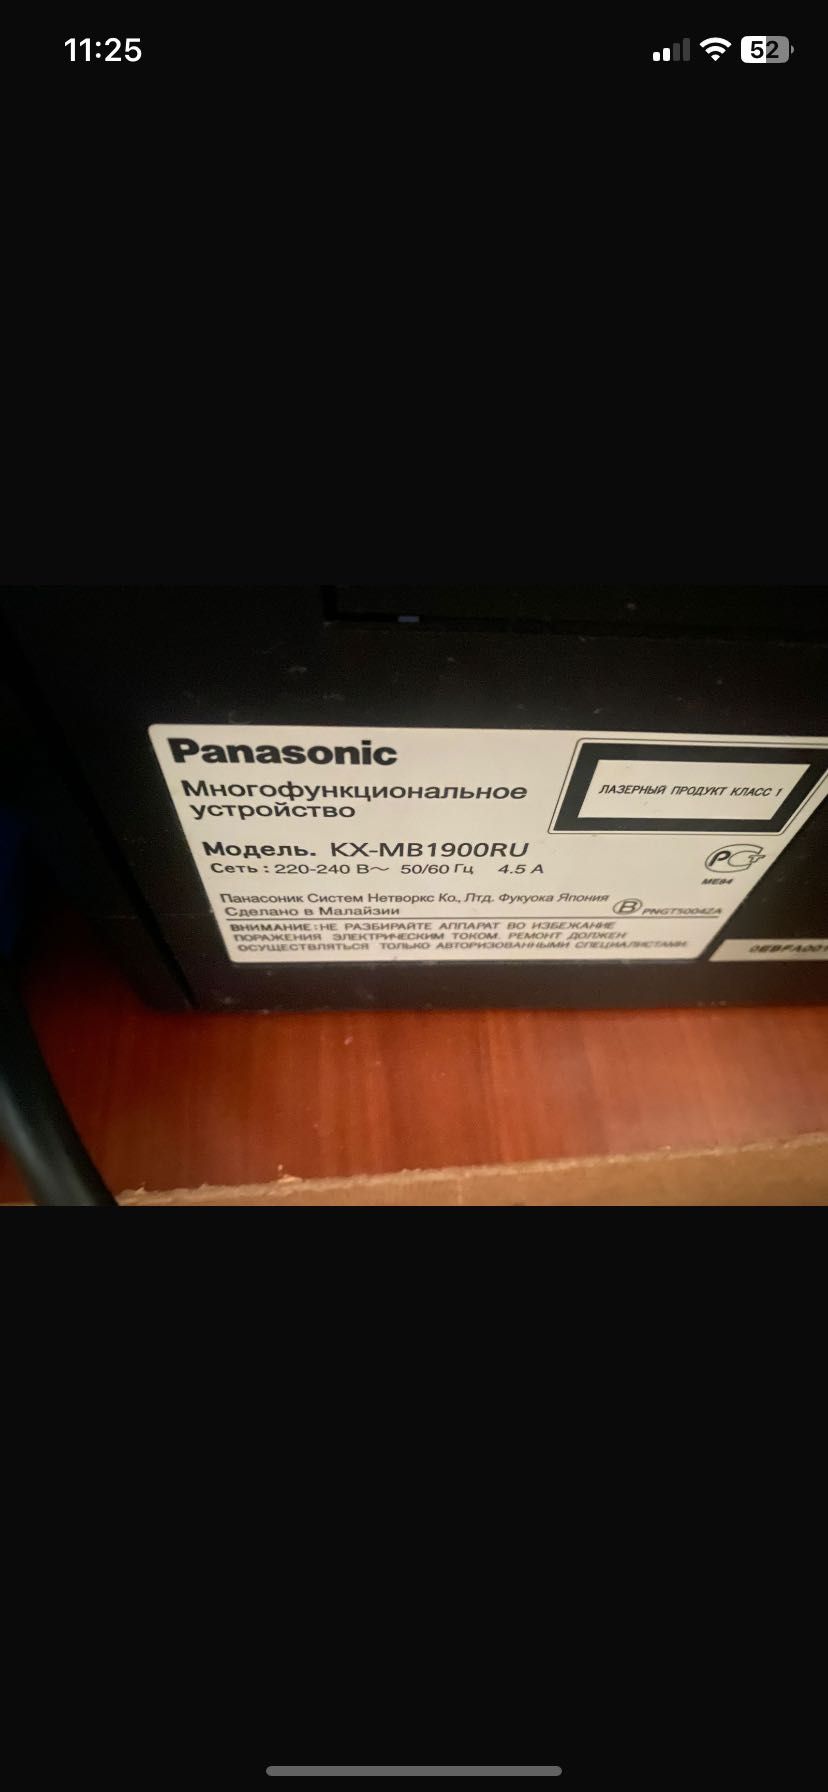 11:25
52
Panasonic
Многофункциональное
устройство
ЛАЗЕРНЫЙ ПРОДУКТ КЛАСС 1
Модель. KX-MB1900RU
Сеть : 220-240 В~ 50/60 Гц 4.5 А
РСТ
ME84
Панасоник Систем Нетворкс Ко., Лтд. Фукуока Япония
Сделано в Малайзии
B PNGT5004ZA
ВНИМАНИЕ: НЕ РАЗБИРАЙТЕ АППАРАТ ВО ИЗБЕЖАНИЕ
ПОРАЖЕНИЯ ЭЛЕКТРИЧЕСКИМ ТОКОМ. РЕМОНТ ДОЛЖЕН
ОСУЩЕСТВЛЯТЬСЯ ТОЛЬКО АВТОРИЗОВАННЫМИ СПЕЦИАЛИСТАМИ.